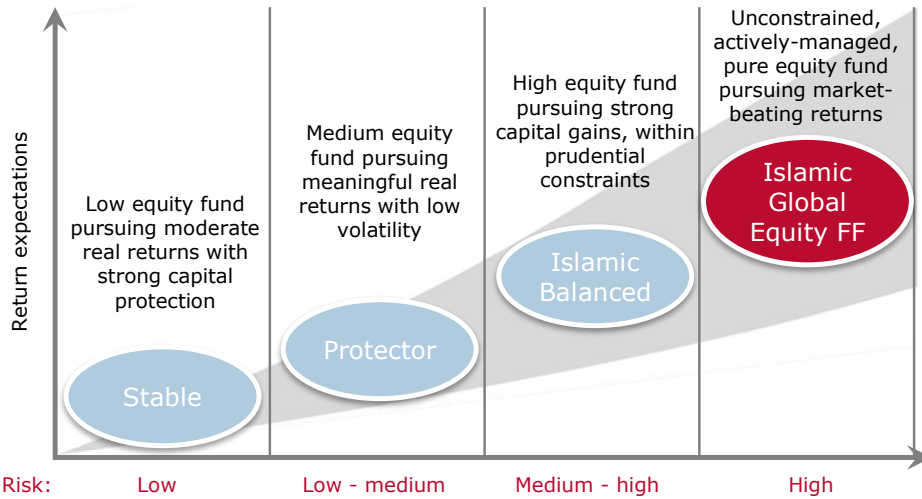 Return expectations
Low equity fund
pursuing moderate
real returns with
strong capital
protection
Stable
Medium equity
fund pursuing
meaningful real
returns with low
volatility
Protector
High equity fund
pursuing strong
capital gains, within
prudential
constraints
Islamic
Balanced
Unconstrained,
actively-managed,
pure equity fund
pursuing market-
beating returns
Islamic
Global
Equity FF
Risk: Low Low - medium Medium - high High